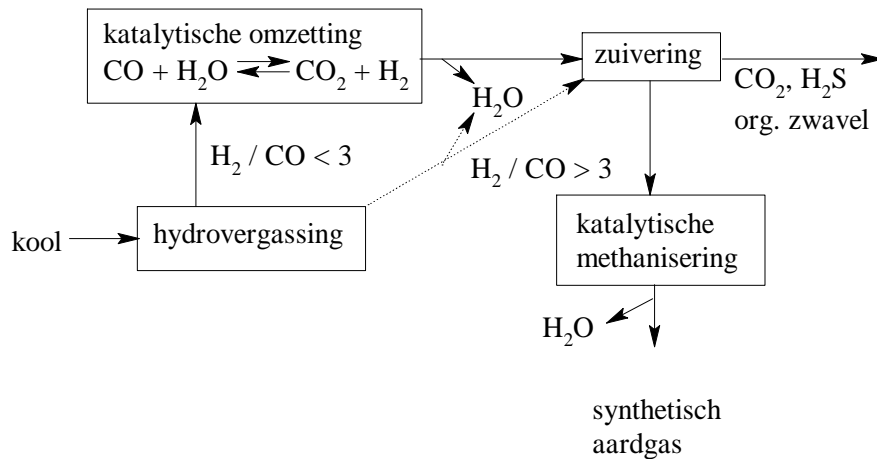 katalytische omzetting
CO + H₂O ⇌ CO₂ + H₂
zuivering
CO₂, H₂S
org. zwavel
H₂O
H₂ / CO < 3
H₂ / CO > 3
kool
hydrovergassing
katalytische
methanisering
H₂O
synthetisch
aardgas